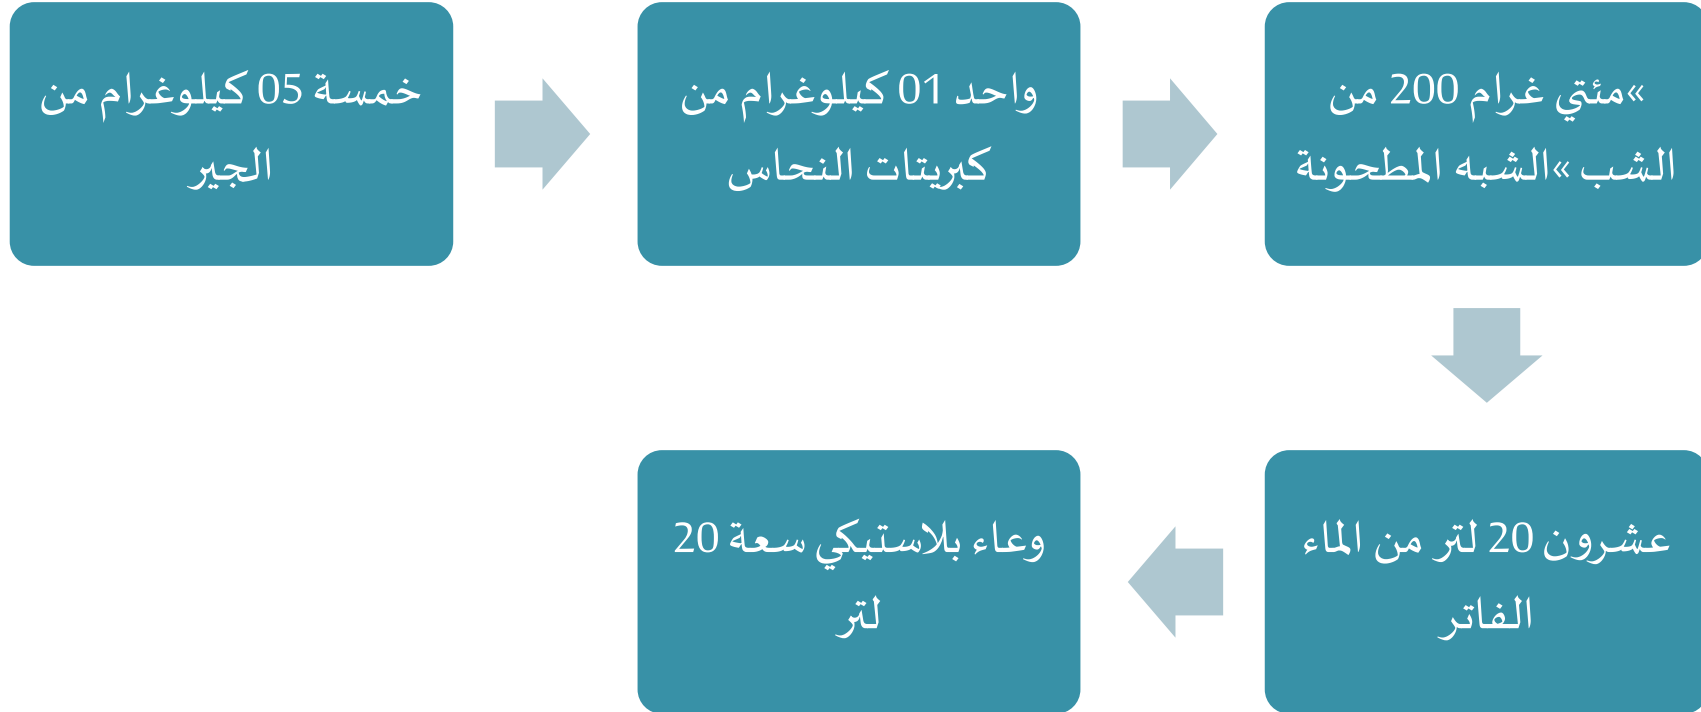 خمسة 05 كيلوغرام من
الجير
واحد 01 كيلوغرام من
كبريتات النحاس
»مئتي غرام 200 من
الشب »الشبه المطحونة
عشرون 20 لتر من الماء
الفاتر
وعاء بلاستيكي سعة 20
لتر